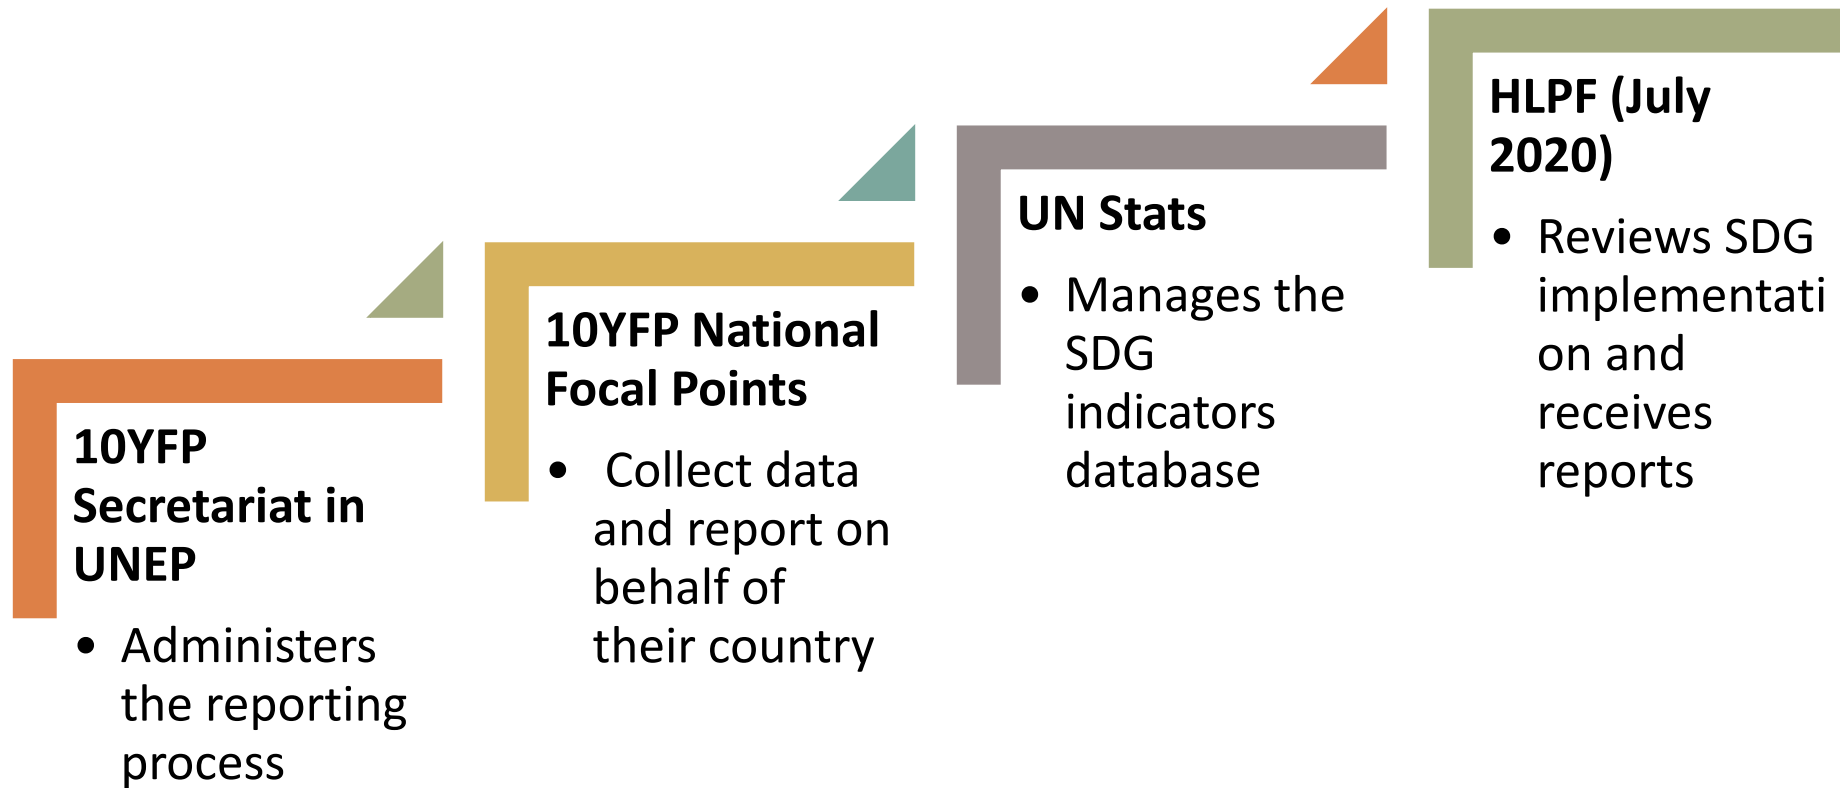 10YFP
Secretariat in
UNEP
• Administers
the reporting
process
10YFP National
Focal Points
• Collect data
and report on
behalf of
their country
UN Stats
• Manages the
SDG
indicators
database
HLPF (July
2020)
• Reviews SDG
implementati
on and
receives
reports